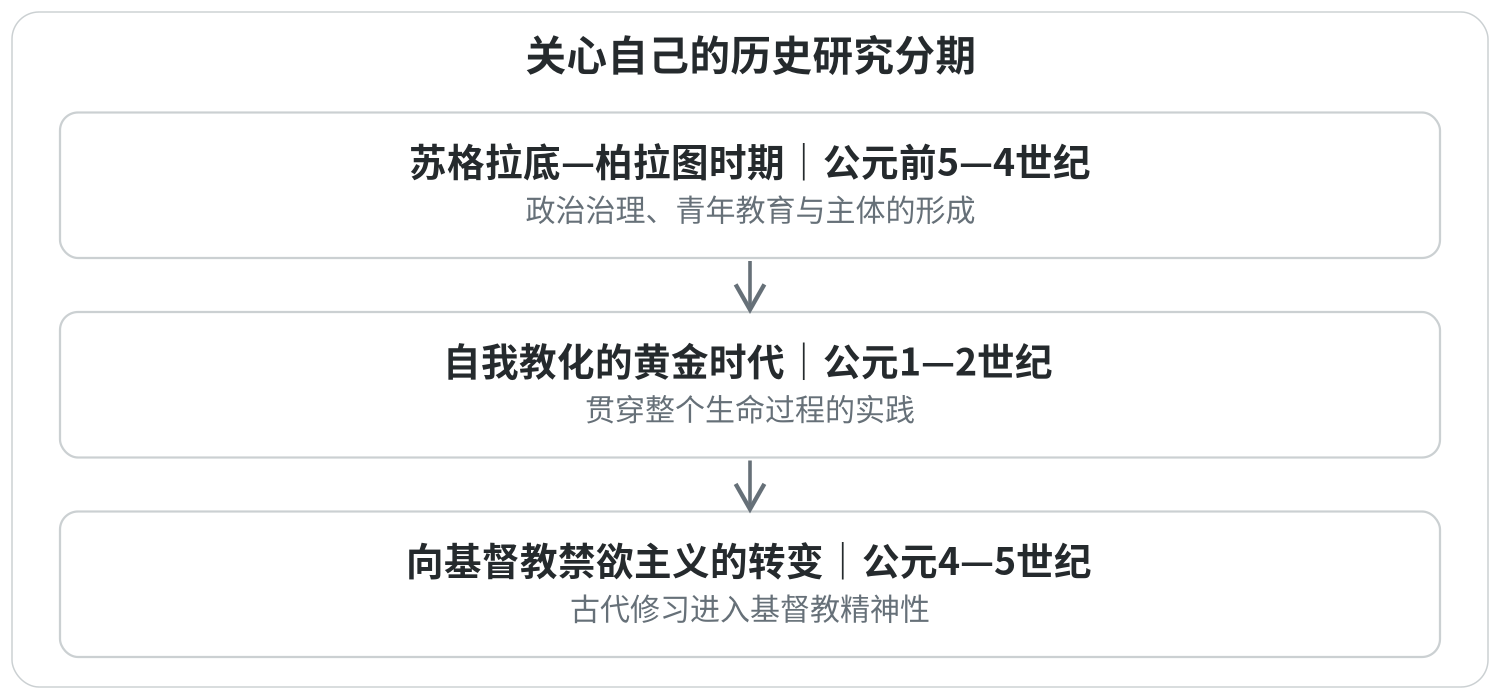 关心自己的历史研究分期
苏格拉底—柏拉图时期｜公元前5—4世纪
政治治理、青年教育与主体的形成
自我教化的黄金时代｜公元1—2世纪
贯穿整个生命过程的实践
向基督教禁欲主义的转变｜公元4—5世纪
古代修习进入基督教精神性